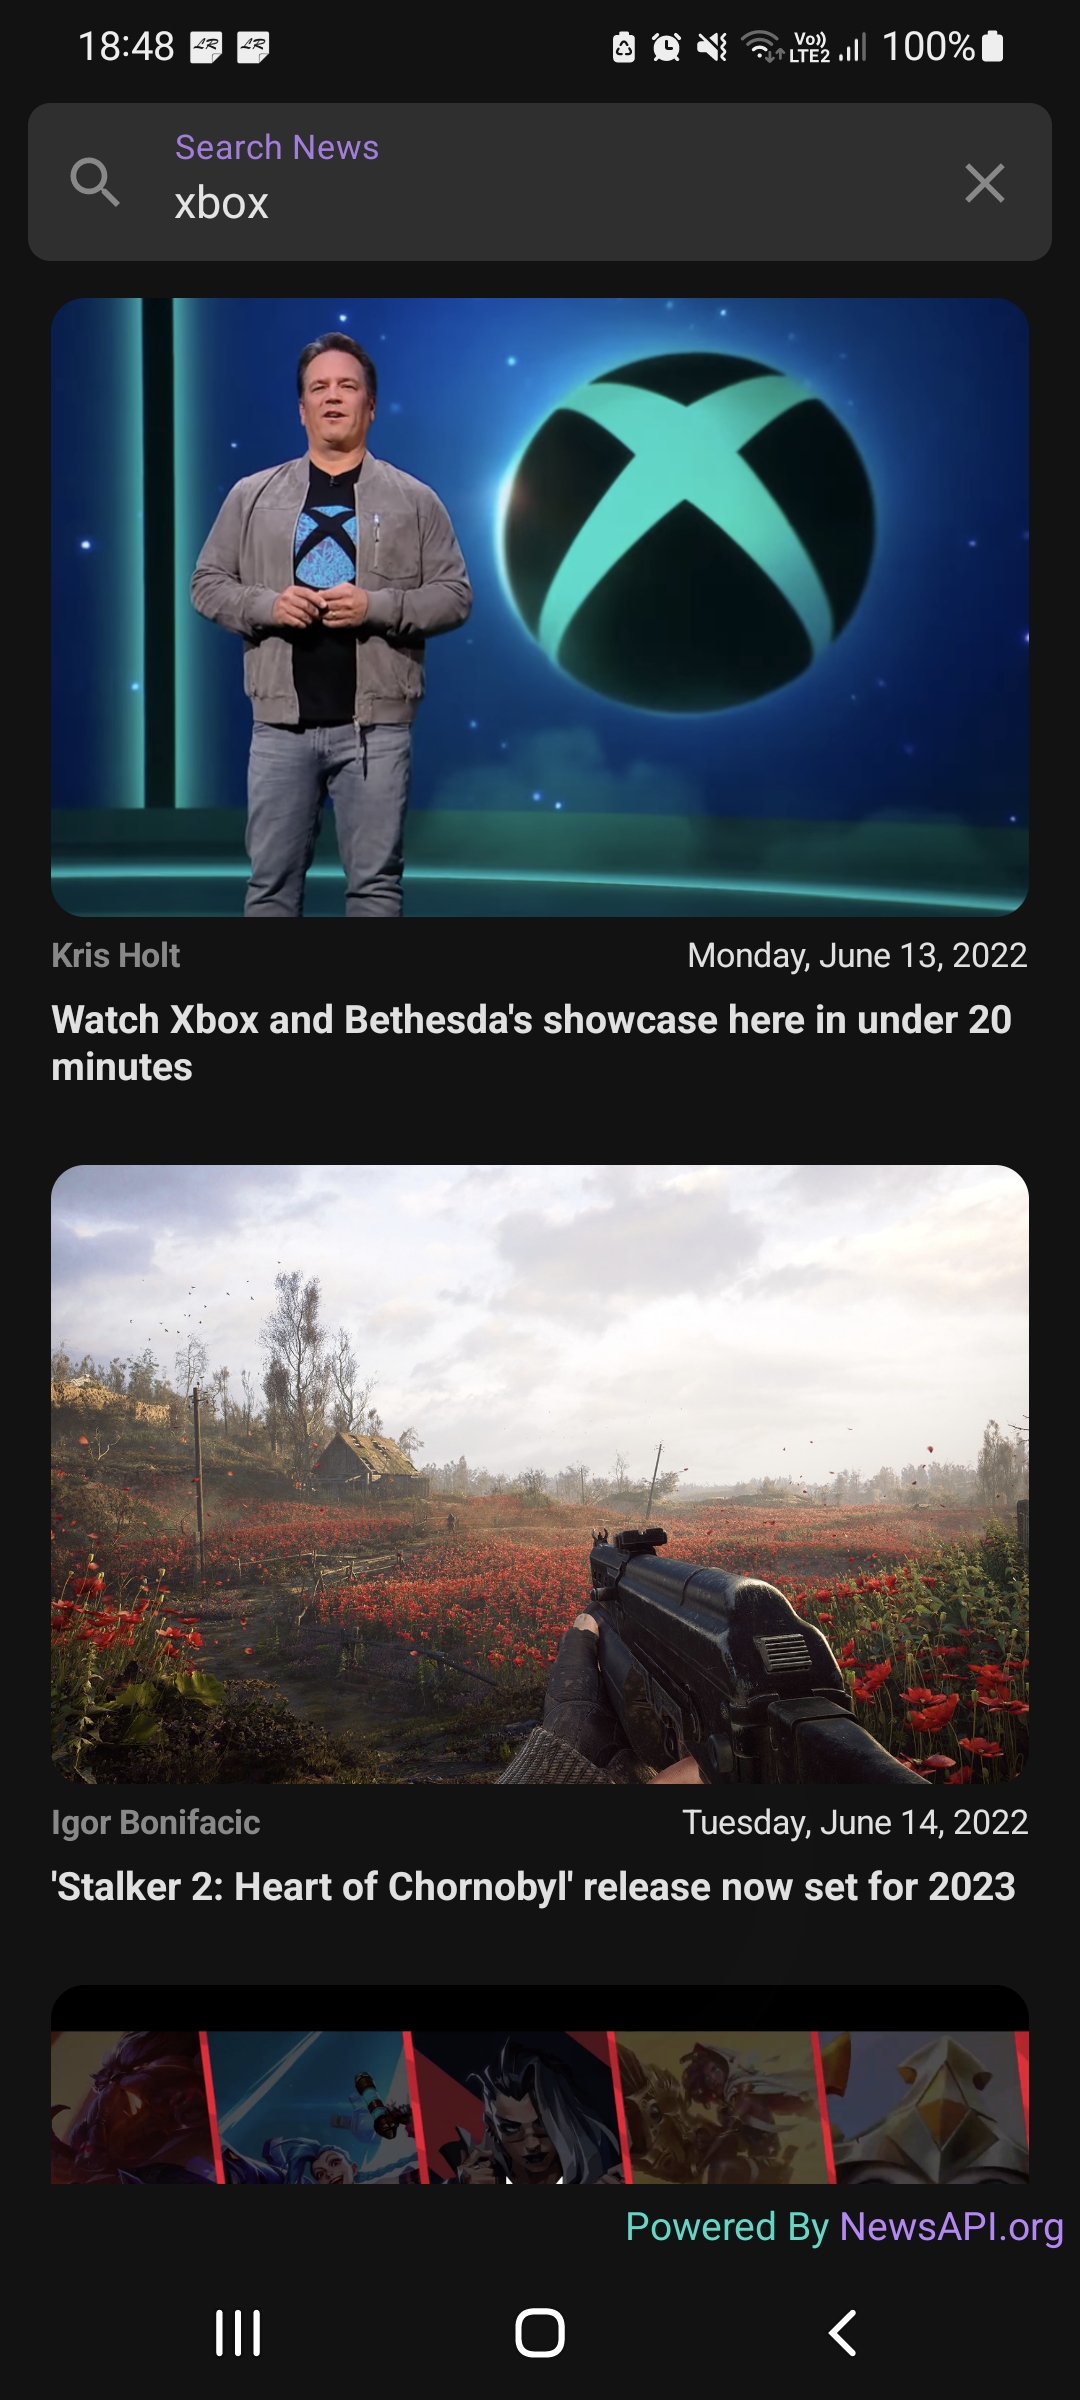 18:48 LR LR Vo)) LTE2 100%
Search News
xbox
Kris Holt Monday, June 13, 2022
Watch Xbox and Bethesda's showcase here in under 20
minutes
Igor Bonifacic Tuesday, June 14, 2022
'Stalker 2: Heart of Chornobyl' release now set for 2023
Powered By NewsAPI.org